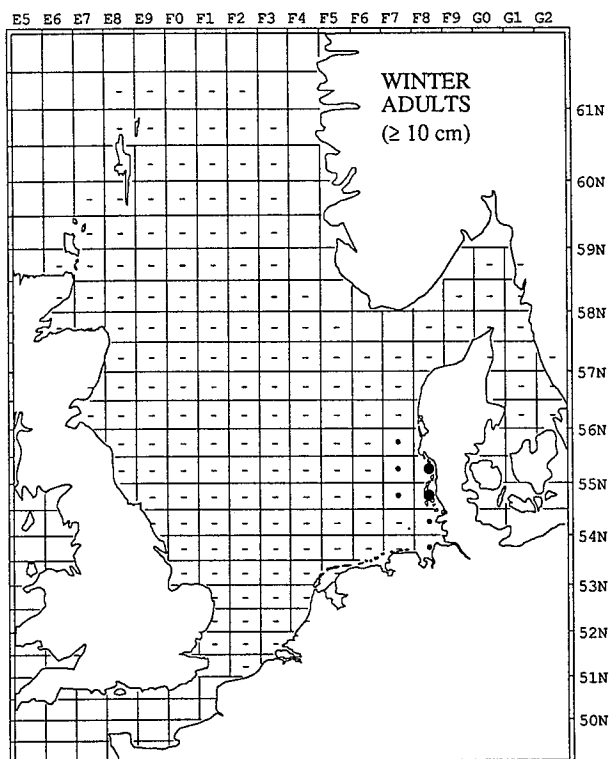 E5 E6 E7 E8 E9 F0 F1 F2 F3 F4 F5 F6 F7 F8 F9 G0 G1 G2
WINTER
ADULTS
(≥ 10 cm)
61N
60N
59N
58N
57N
56N
55N
54N
53N
52N
51N
50N